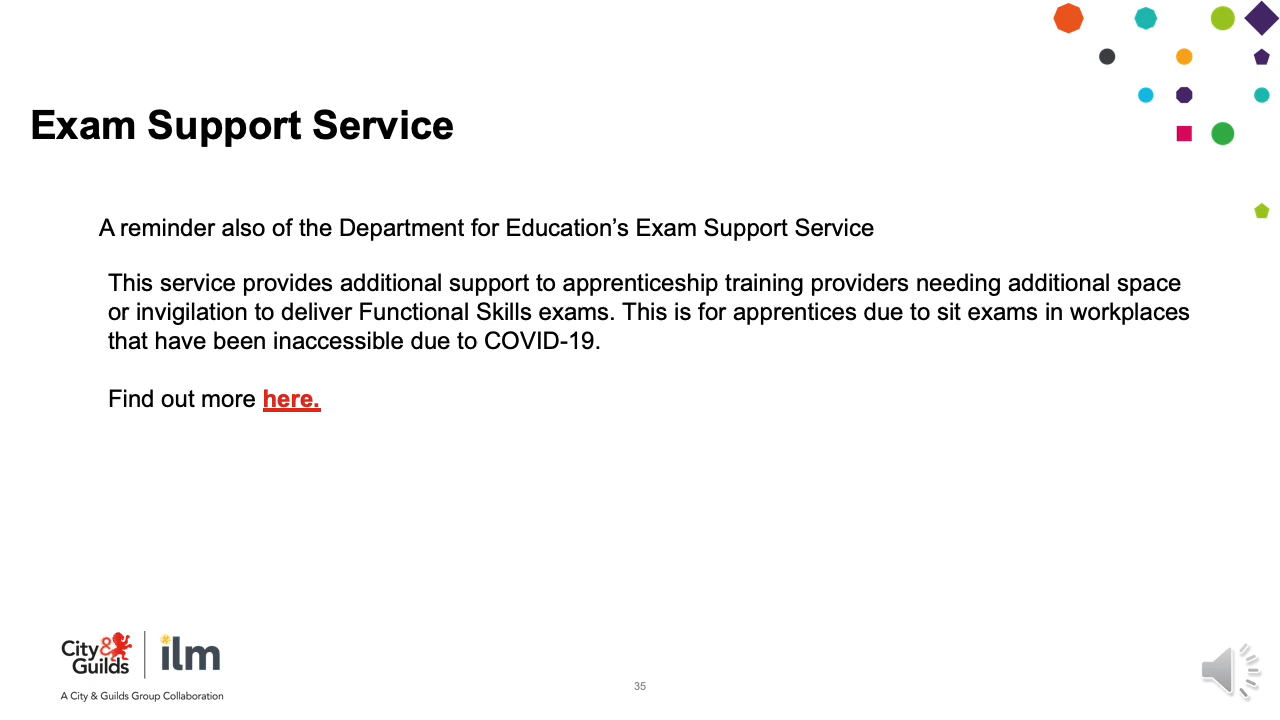 Exam Support Service
A reminder also of the Department for Education’s Exam Support Service
This service provides additional support to apprenticeship training providers needing additional space
or invigilation to deliver Functional Skills exams. This is for apprentices due to sit exams in workplaces
that have been inaccessible due to COVID-19.
Find out more here.
City&
Guilds
ilm
A City & Guilds Group Collaboration
35